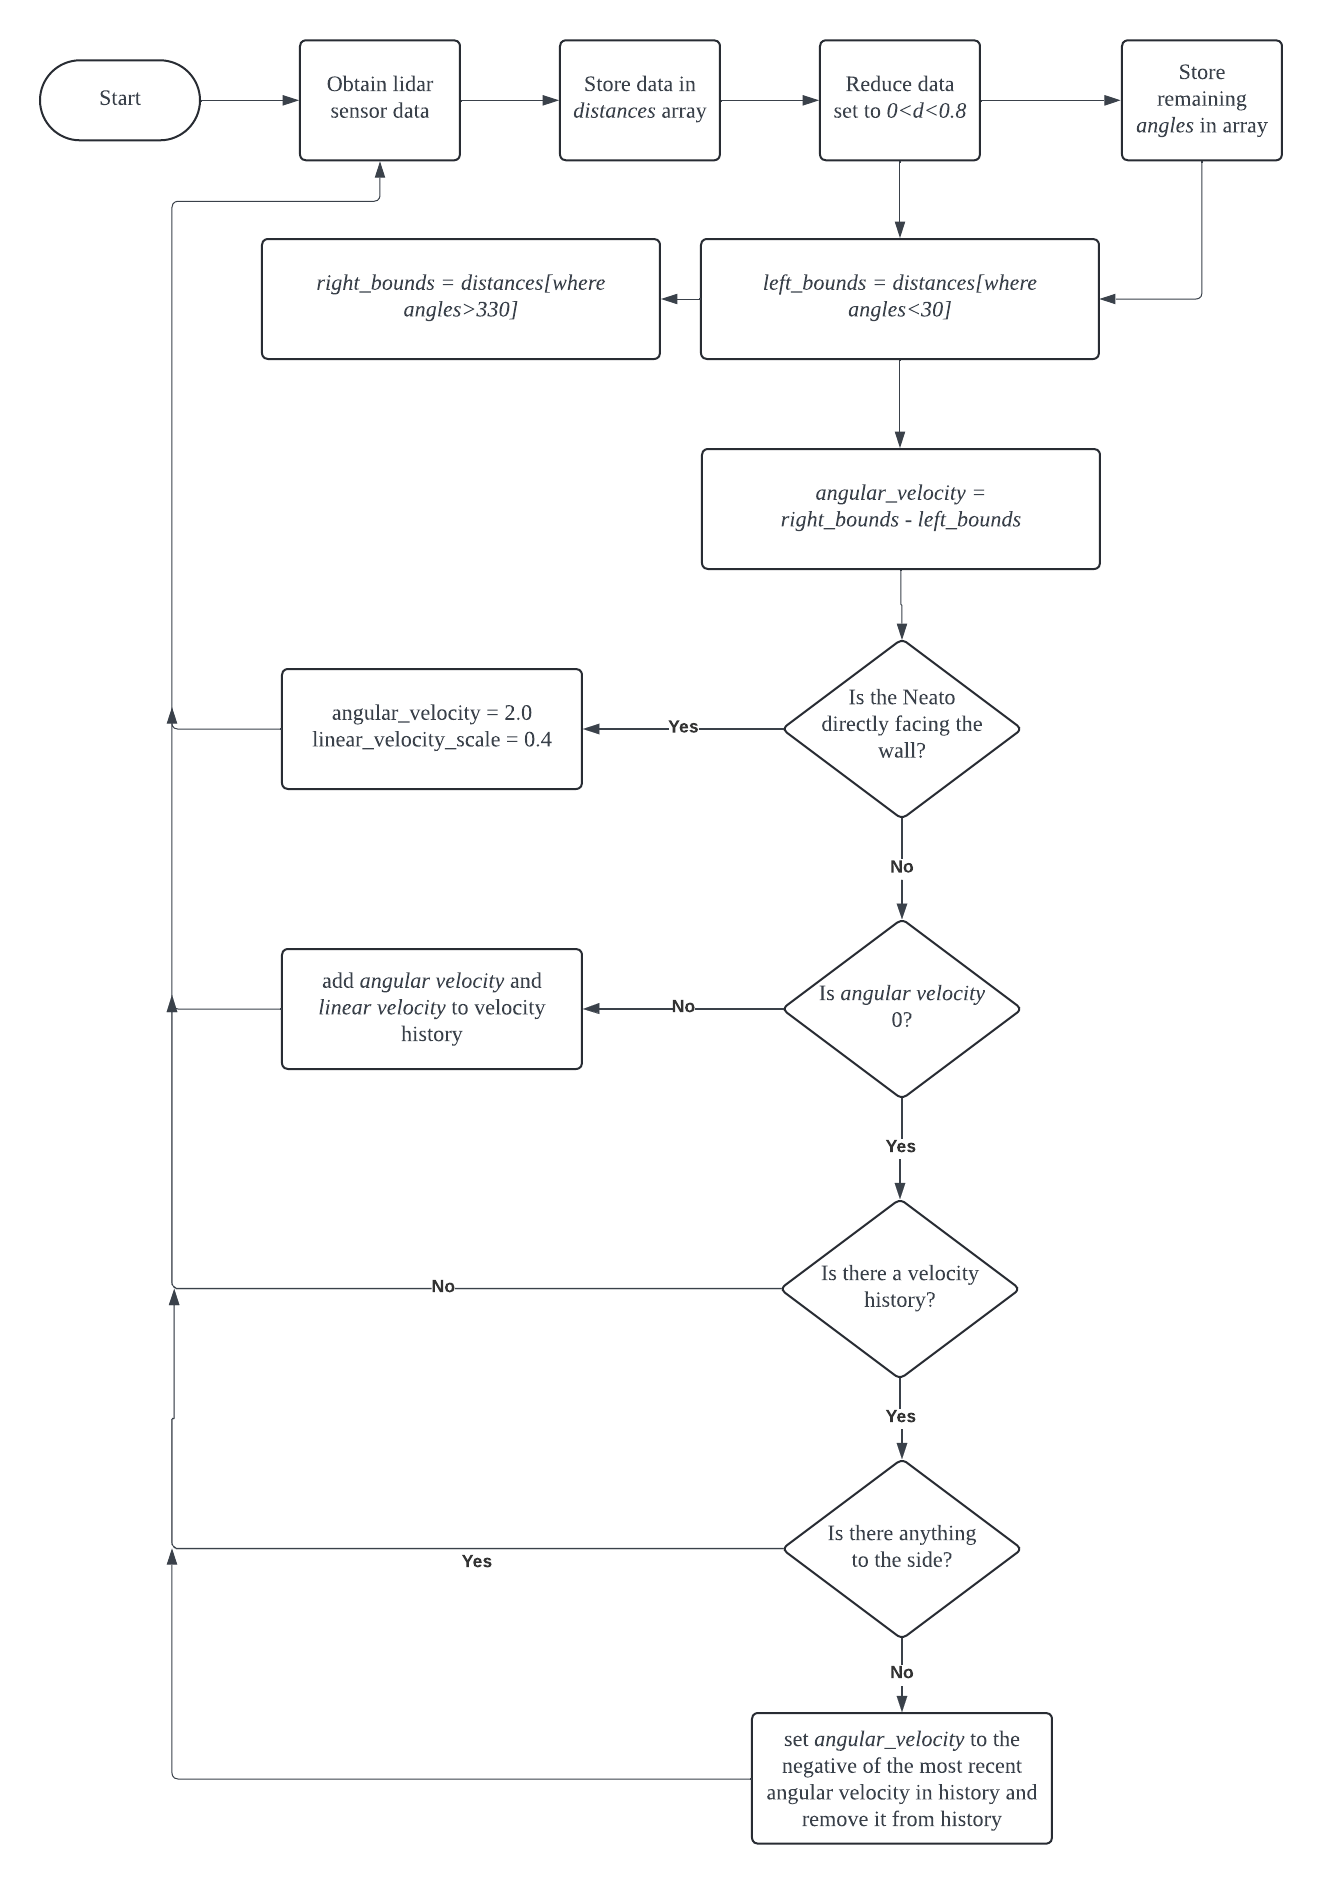 Start
Obtain lidar
sensor data
Store data in
distances array
Reduce data
set to 0<d<0.8
Store
remaining
angles in array
right_bounds = distances[where
angles>330]
left_bounds = distances[where
angles<30]
angular_velocity =
right_bounds - left_bounds
Is the Neato
directly facing the
wall?
Yes
angular_velocity = 2.0
linear_velocity_scale = 0.4
No
Is angular velocity
0?
No
add angular velocity and
linear velocity to velocity
history
Yes
Is there a velocity
history?
No
Yes
Is there anything
to the side?
Yes
No
set angular_velocity to the
negative of the most recent
angular velocity in history and
remove it from history